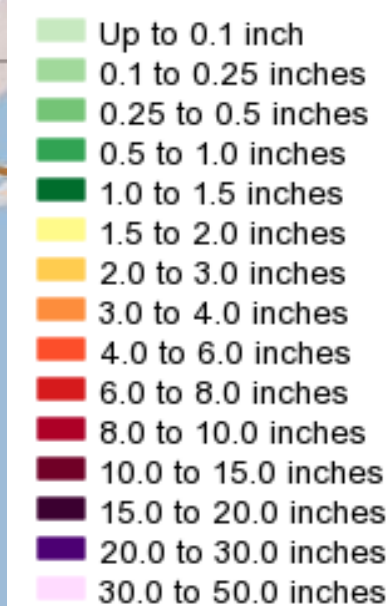 Up to 0.1 inch
0.1 to 0.25 inches
0.25 to 0.5 inches
0.5 to 1.0 inches
1.0 to 1.5 inches
1.5 to 2.0 inches
2.0 to 3.0 inches
3.0 to 4.0 inches
4.0 to 6.0 inches
6.0 to 8.0 inches
8.0 to 10.0 inches
10.0 to 15.0 inches
15.0 to 20.0 inches
20.0 to 30.0 inches
30.0 to 50.0 inches